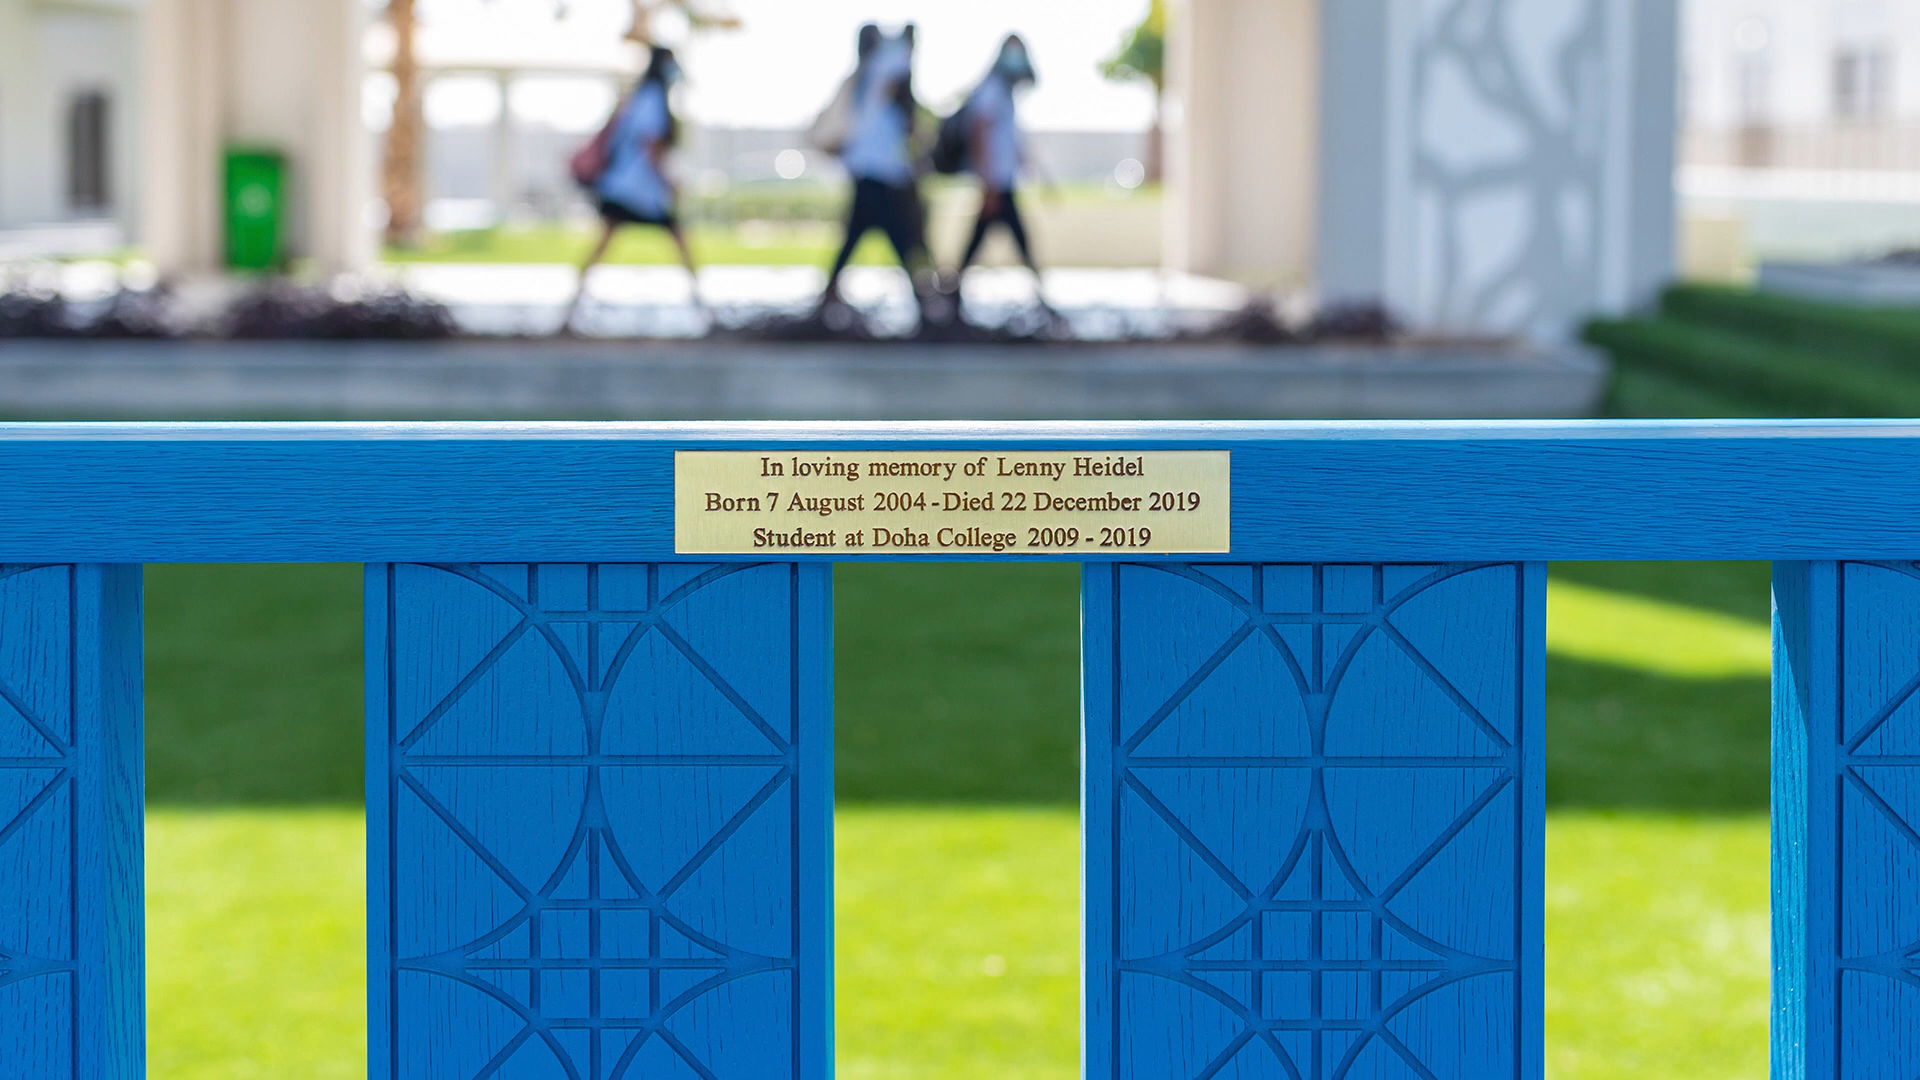 In loving memory of Lenny Heidel
Born 7 August 2004 - Died 22 December 2019
Student at Doha College 2009 - 2019